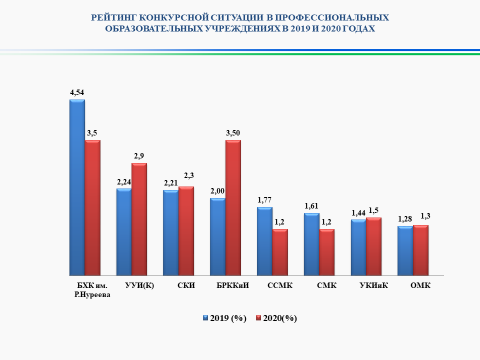 РЕЙТИНГ КОНКУРСНОЙ СИТУАЦИИ В ПРОФЕССИОНАЛЬНЫХ
ОБРАЗОВАТЕЛЬНЫХ УЧРЕЖДЕНИЯХ В 2019 И 2020 ГОДАХ
4,54
3,5
2,24
2,9
2,21
2,3
2,00
3,50
1,77
1,2
1,61
1,2
1,44
1,5
1,28
1,3
БХК им.
Р.Нуреева
УУИ(К)
СКИ
БРККиИ
ССМК
СМК
УКИиК
ОМК
2019 (%)
2020(%)